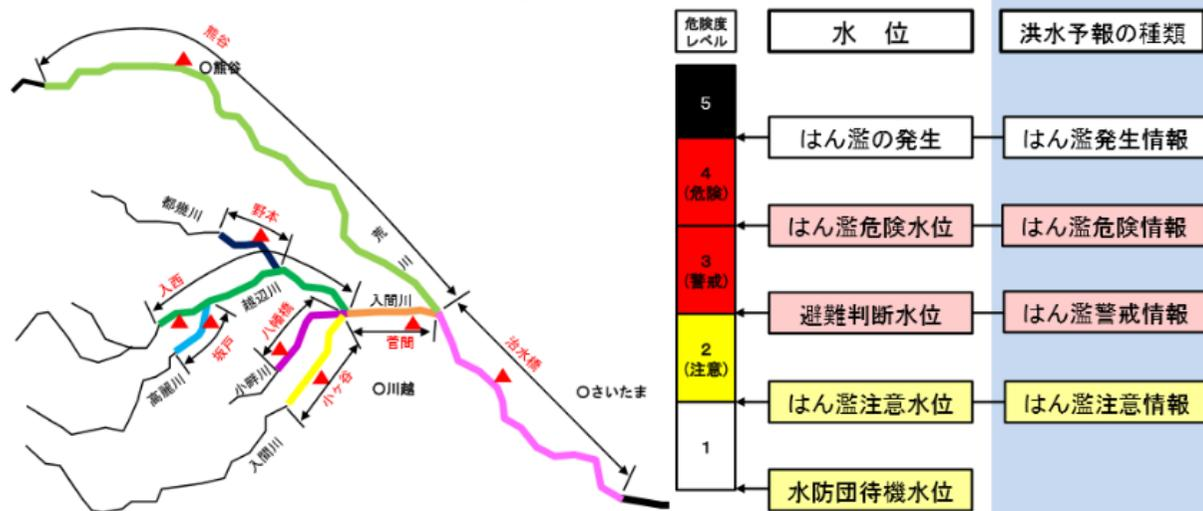 熊谷
○熊谷
都幾川
野本
荒川
入西
越辺川
入間川
八幡橋
菅間
治水橋
坂戸
高麗川
小畔川
小ヶ谷
○川越
○さいたま
入間川
危険度
レベル
水 位
洪水予報の種類
5
はん濫の発生
はん濫発生情報
4
(危険)
はん濫危険水位
はん濫危険情報
3
(警戒)
避難判断水位
はん濫警戒情報
2
(注意)
はん濫注意水位
はん濫注意情報
1
水防団待機水位